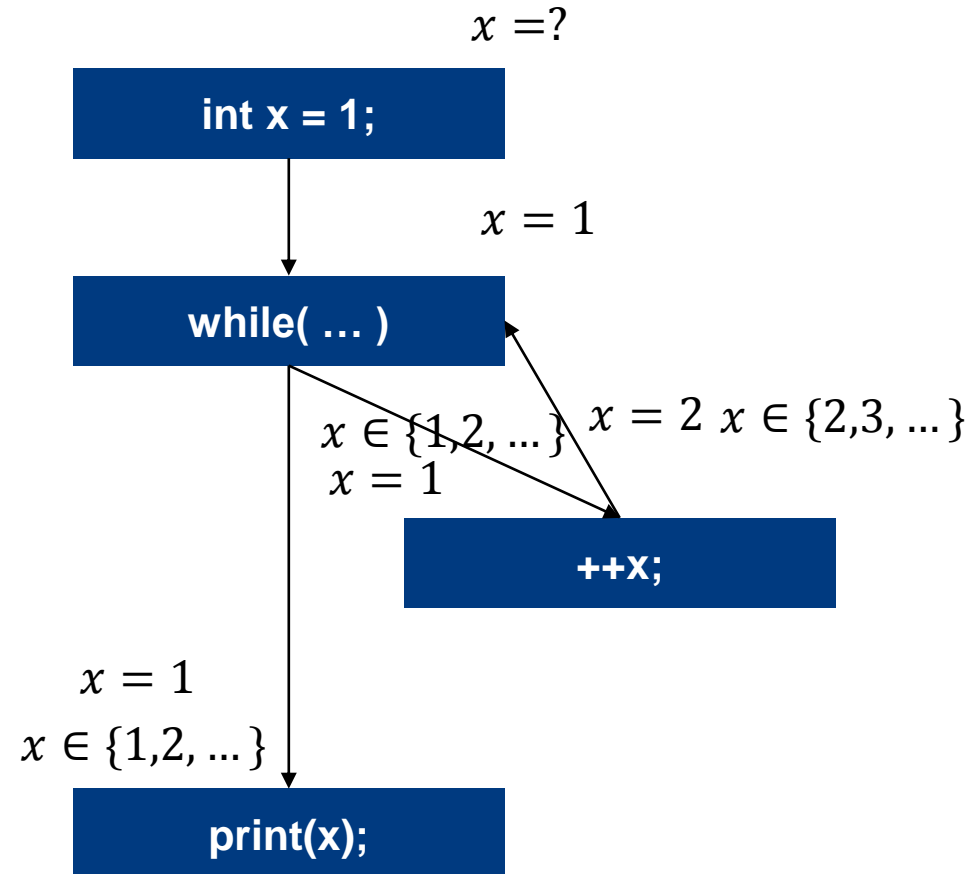 x =?
int x = 1;
x = 1
while( … )
x ∈ {1,2, … }
x = 2
x ∈ {2,3, … }
x = 1
++x;
x = 1
x ∈ {1,2, … }
print(x);